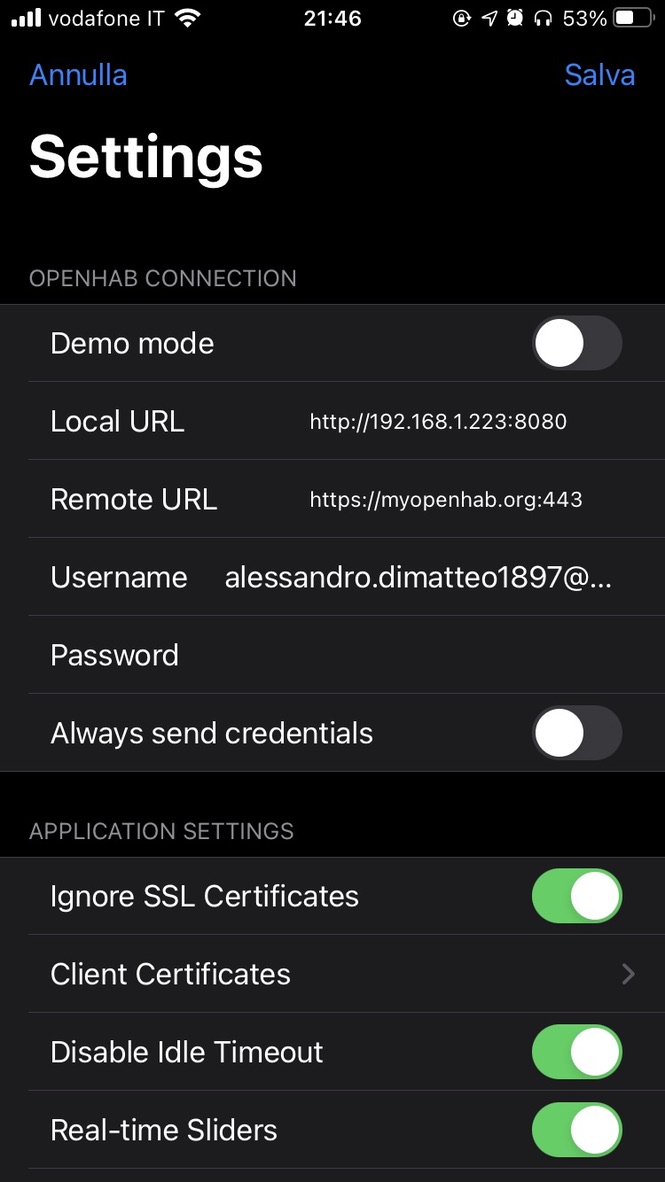 vodafone IT 21:46 53%
Annulla Salva
Settings
OPENHAB CONNECTION
Demo mode
Local URL http://192.168.1.223:8080
Remote URL https://myopenhab.org:443
Username alessandro.dimatteo1897@...
Password
Always send credentials
APPLICATION SETTINGS
Ignore SSL Certificates
Client Certificates
Disable Idle Timeout
Real-time Sliders